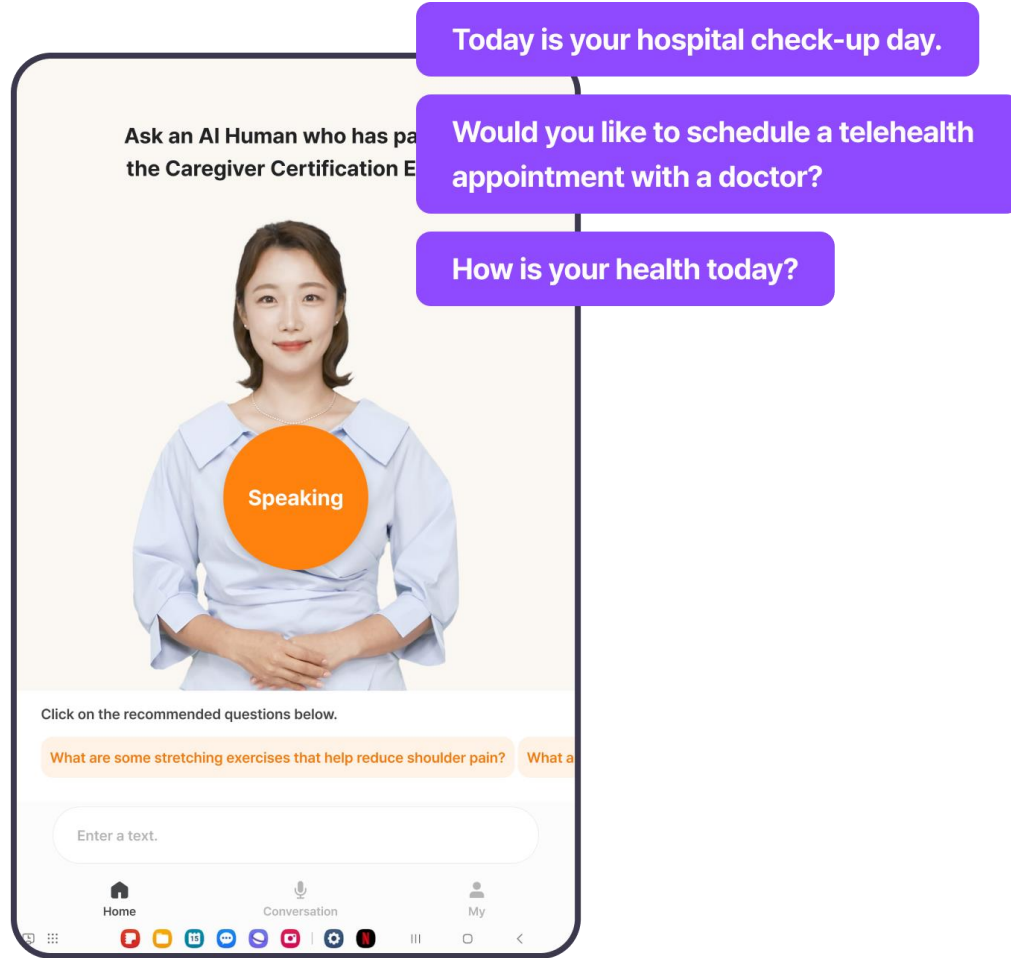 Today is your hospital check-up day.
Ask an AI Human who has pa
the Caregiver Certification E
Would you like to schedule a telehealth
appointment with a doctor?
How is your health today?
Speaking
Click on the recommended questions below.
What are some stretching exercises that help reduce shoulder pain? What a
Enter a text.
Home Conversation My
15